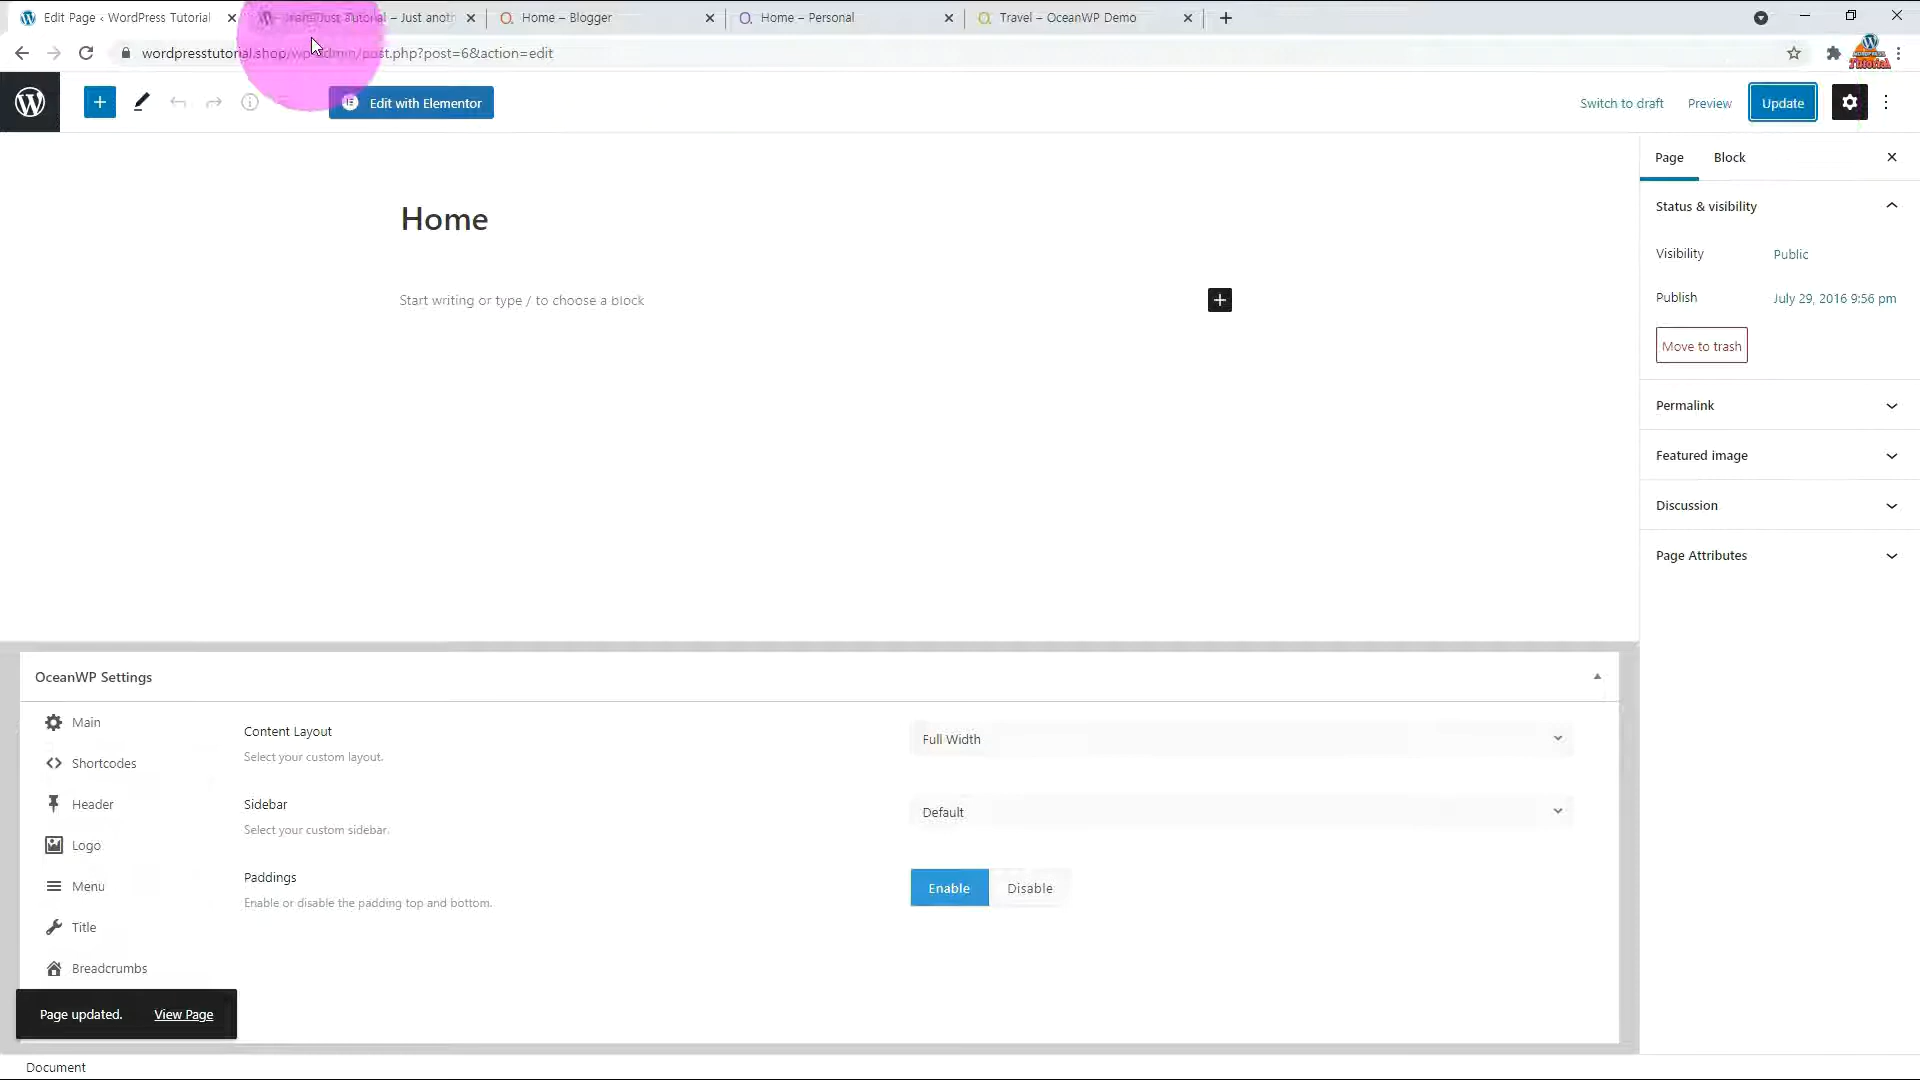 Edit Page ‹ WordPress Tutorial
Tutorial – Just anoth
Home – Blogger
Home – Personal
Travel – OceanWP Demo
wordpresstutorial.shop/wp-admin/post.php?post=6&action=edit
Edit with Elementor
Switch to draft
Preview
Update
Page
Block
Home
Start writing or type / to choose a block
Status & visibility
Visibility
Public
Publish
July 29, 2016 9:56 pm
Move to trash
Permalink
Featured image
Discussion
Page Attributes
OceanWP Settings
Main
Shortcodes
Header
Logo
Menu
Title
Breadcrumbs
Content Layout
Select your custom layout.
Full Width
Sidebar
Select your custom sidebar.
Default
Paddings
Enable or disable the padding top and bottom.
Enable
Disable
Page updated.
View Page
Document